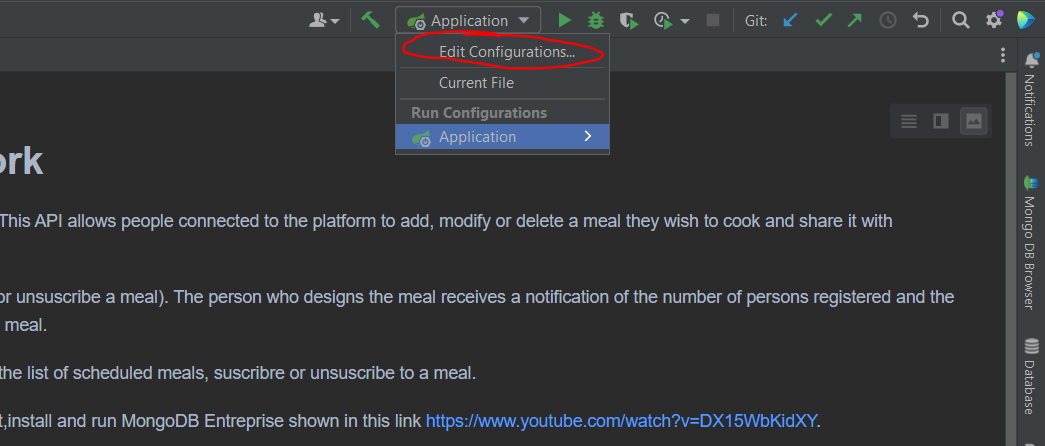 Application
Git:
Edit Configurations...
Current File
Run Configurations
Application
Notifications
Mongo DB Browser
Database
ork
This API allows people connected to the platform to add, modify or delete a meal they wish to cook and share it with
or unsuscribe a meal). The person who designs the meal receives a notification of the number of persons registered and the
meal.
the list of scheduled meals, suscribre or unsuscribe to a meal.
t,install and run MongoDB Entreprise shown in this link https://www.youtube.com/watch?v=DX15WbKidXY.